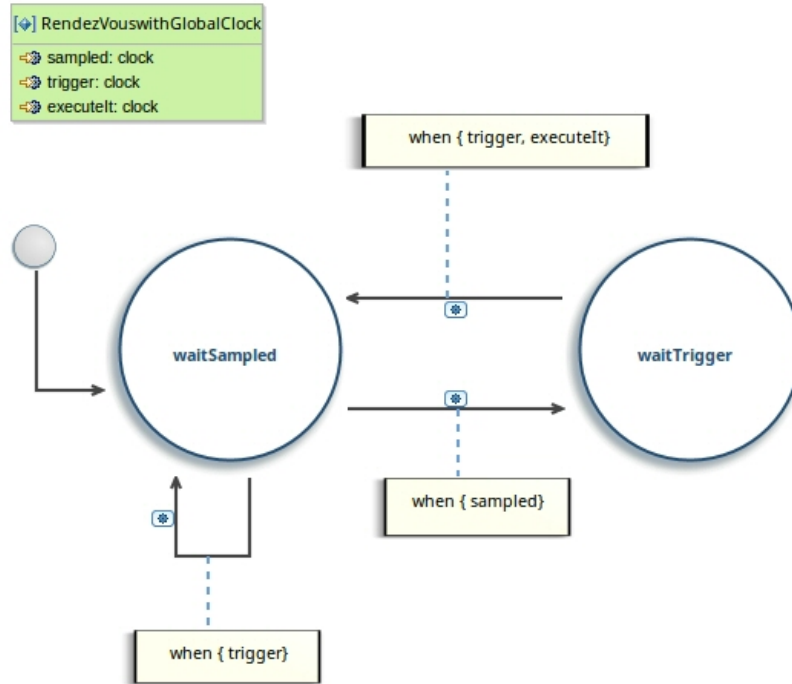 RendezVouswithGlobalClock
sampled: clock
trigger: clock
executeIt: clock
when { trigger, executeIt}
waitSampled
waitTrigger
when { sampled}
when { trigger}